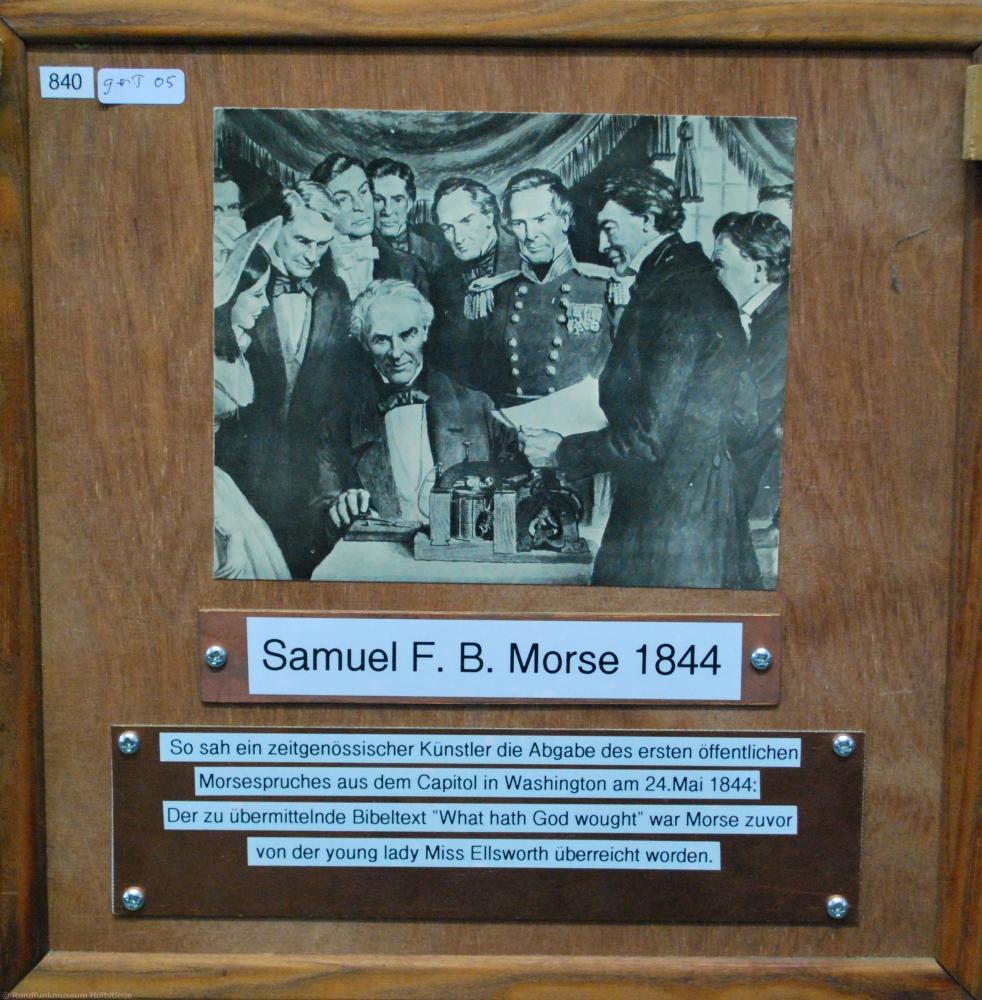 840
Samuel F. B. Morse 1844
So sah ein zeitgenössischer Künstler die Abgabe des ersten öffentlichen
Morsespruches aus dem Capitol in Washington am 24.Mai 1844:
Der zu übermittelnde Bibeltext "What hath God wought" war Morse zuvor
von der young lady Miss Ellsworth überreicht worden.
© Rundfunkmuseum Holtstiege